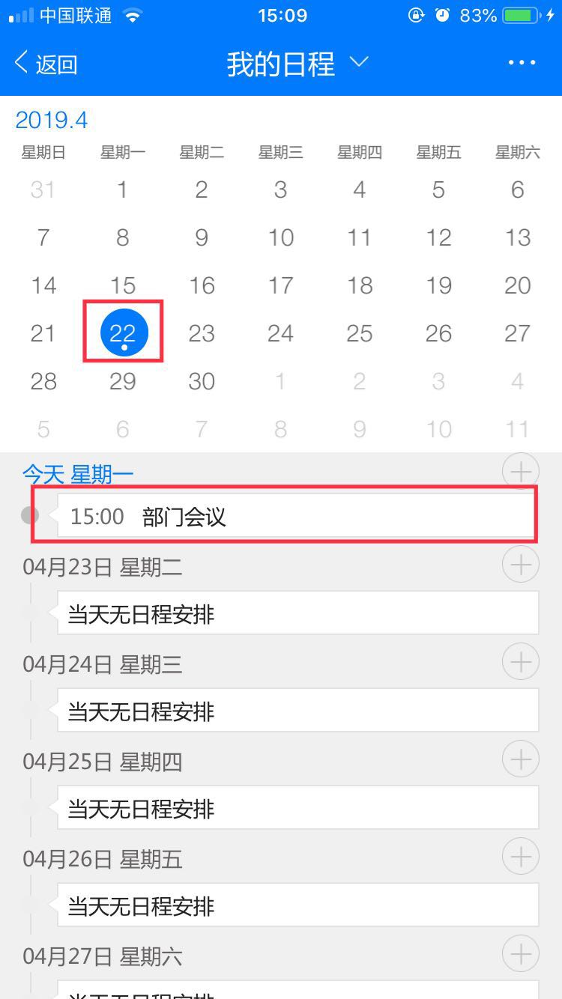 中国联通 15:09 83%
返回 我的日程
2019.4
星期日 星期一 星期二 星期三 星期四 星期五 星期六
31 1 2 3 4 5 6
7 8 9 10 11 12 13
14 15 16 17 18 19 20
21 22 23 24 25 26 27
28 29 30 1 2 3 4
5 6 7 8 9 10 11
今天 星期一
15:00 部门会议
04月23日 星期二
当天无日程安排
04月24日 星期三
当天无日程安排
04月25日 星期四
当天无日程安排
04月26日 星期五
当天无日程安排
04月27日 星期六